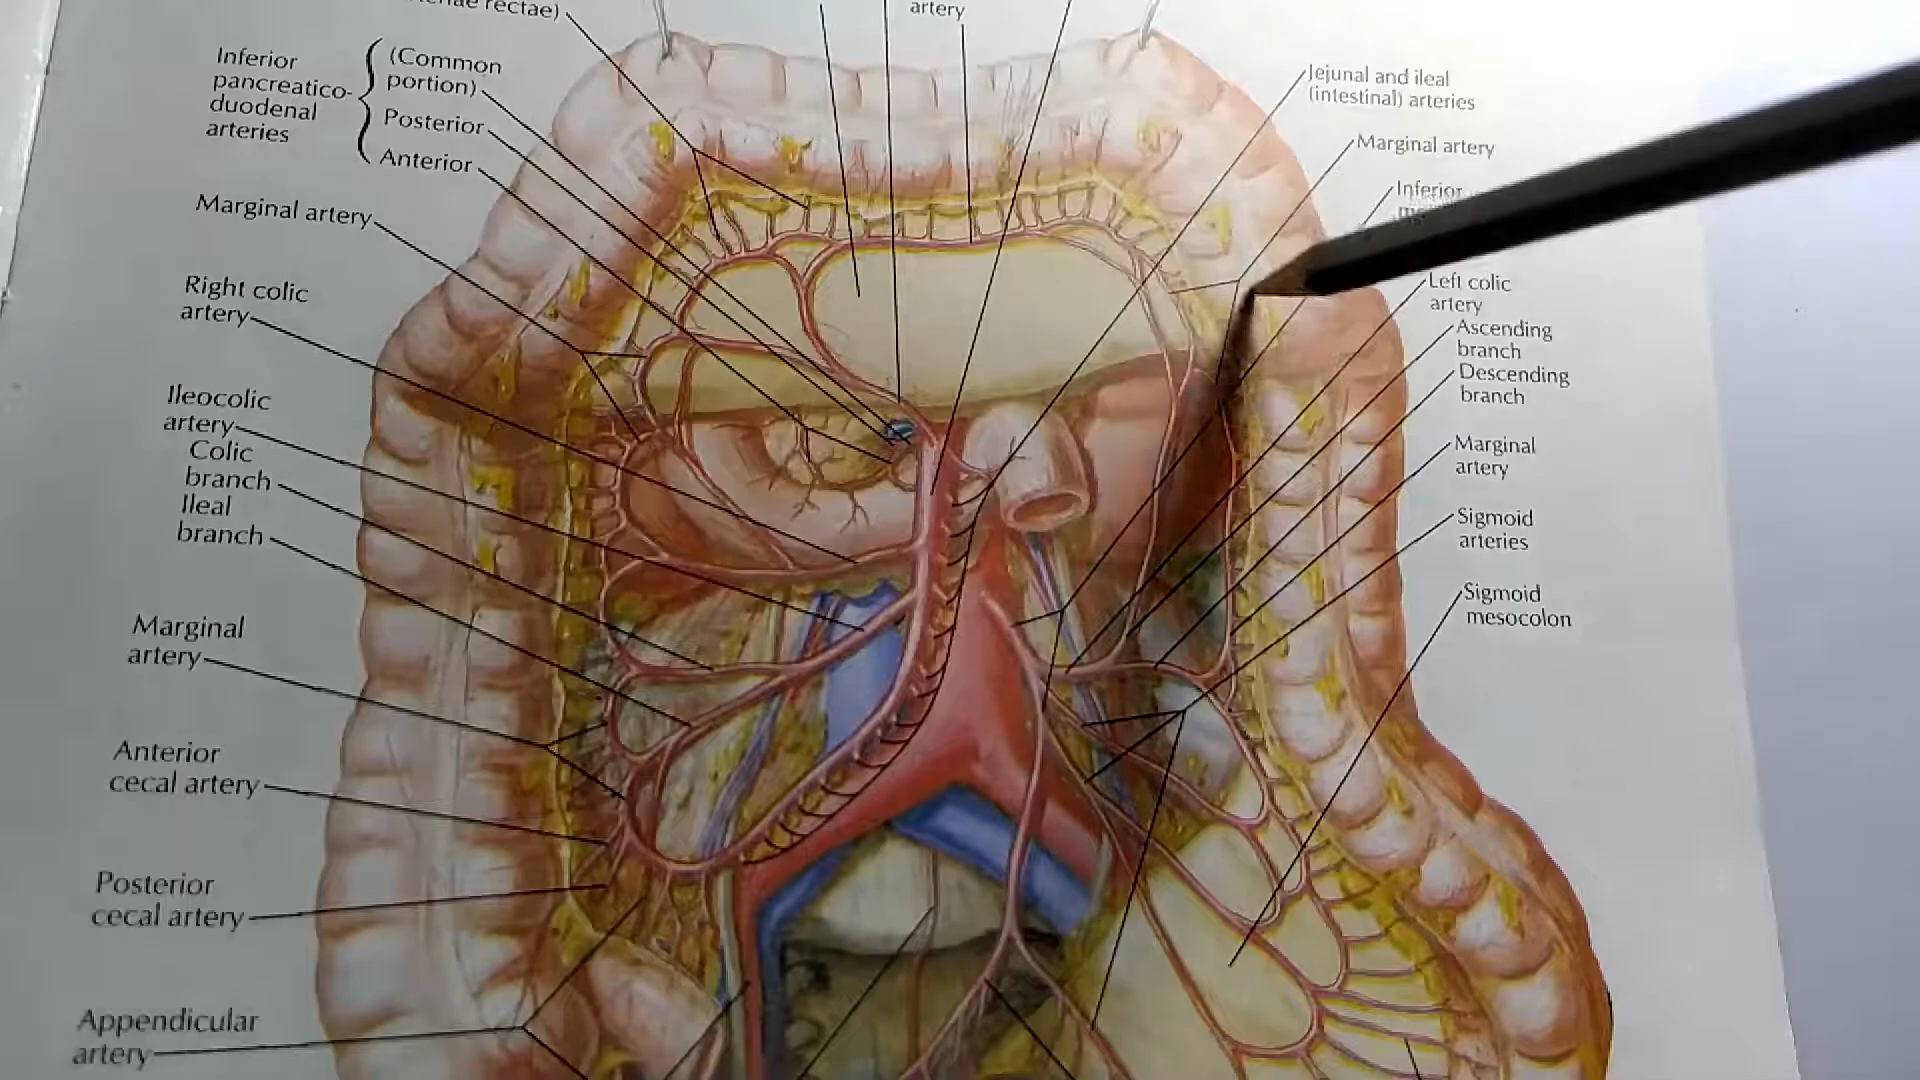 rectae)
artery
Inferior
pancreatico-
duodenal
arteries
(Common
portion)
Posterior
Anterior
Marginal artery
Right colic
artery
Ileocolic
artery
Colic
branch
Ileal
branch
Marginal
artery
Anterior
cecal artery
Posterior
cecal artery
Appendicular
artery
Jejunal and ileal
(intestinal) arteries
Marginal artery
Inferior
Left colic
artery
Ascending
branch
Descending
branch
Marginal
artery
Sigmoid
arteries
Sigmoid
mesocolon